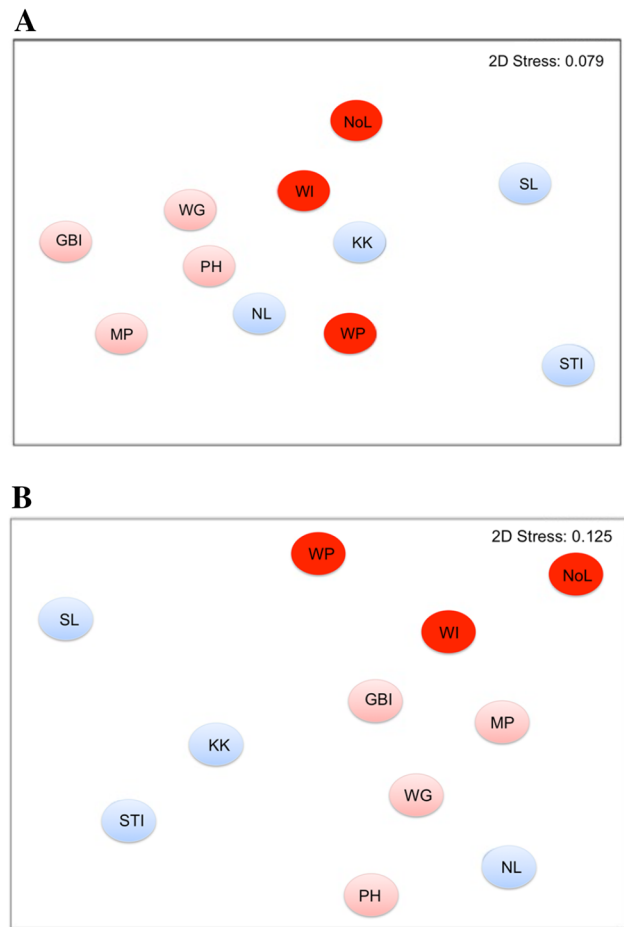 A
2D Stress: 0.079
NoL
SL
WI
WG
GBI
KK
PH
NL
MP
WP
STI
B
2D Stress: 0.125
WP
NoL
SL
WI
GBI
MP
KK
WG
STI
NL
PH